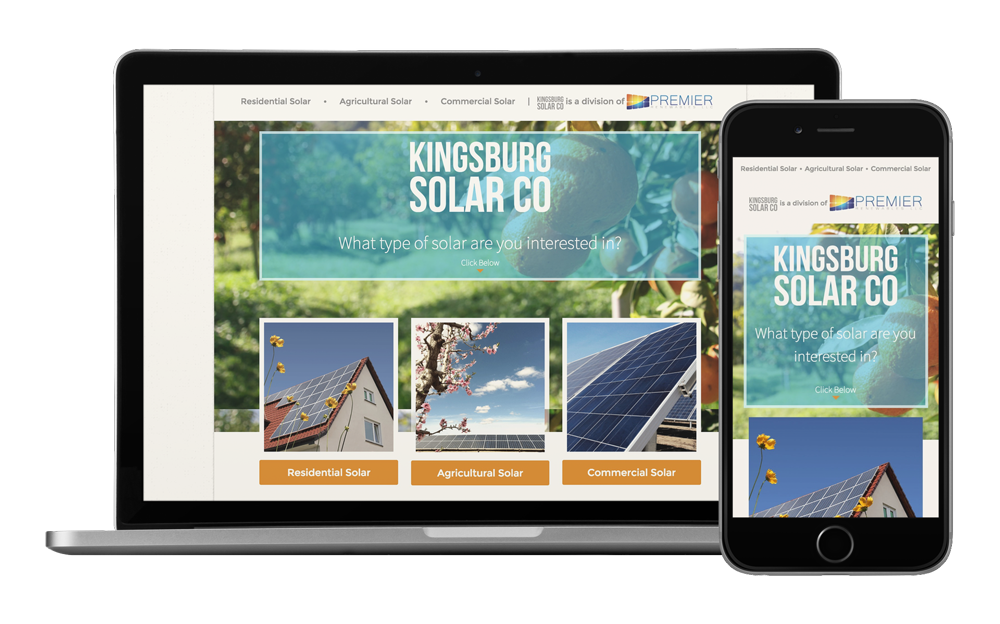 Residential Solar • Agricultural Solar • Commercial Solar | KINGSBURG SOLAR CO is a division of PREMIER
KINGSBURG
SOLAR CO
What type of solar are you interested in?
Click Below
Residential Solar
Agricultural Solar
Commercial Solar
Residential Solar • Agricultural Solar • Commercial Solar
KINGSBURG SOLAR CO is a division of PREMIER
KINGSBURG
SOLAR CO
What type of solar are you
interested in?
Click Below